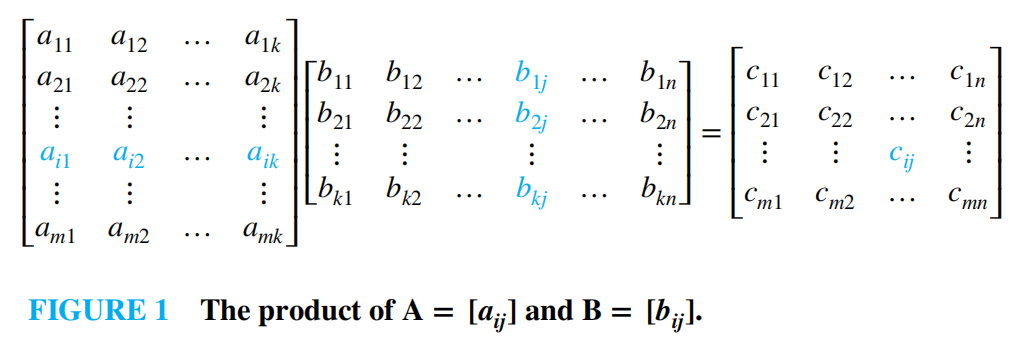 a11 a12 … a1k
a21 a22 … a2k
⋮ ⋮ ⋮
ai1 ai2 … aik
⋮ ⋮ ⋮
am1 am2 … amk
b11 b12 … b1j … b1n
b21 b22 … b2j … b2n
⋮ ⋮ ⋮ ⋮
bk1 bk2 … bkj … bkn
=
c11 c12 … c1n
c21 c22 … c2n
⋮ ⋮ cij ⋮
cm1 cm2 … cmn
FIGURE 1 The product of A = [aij] and B = [bij].